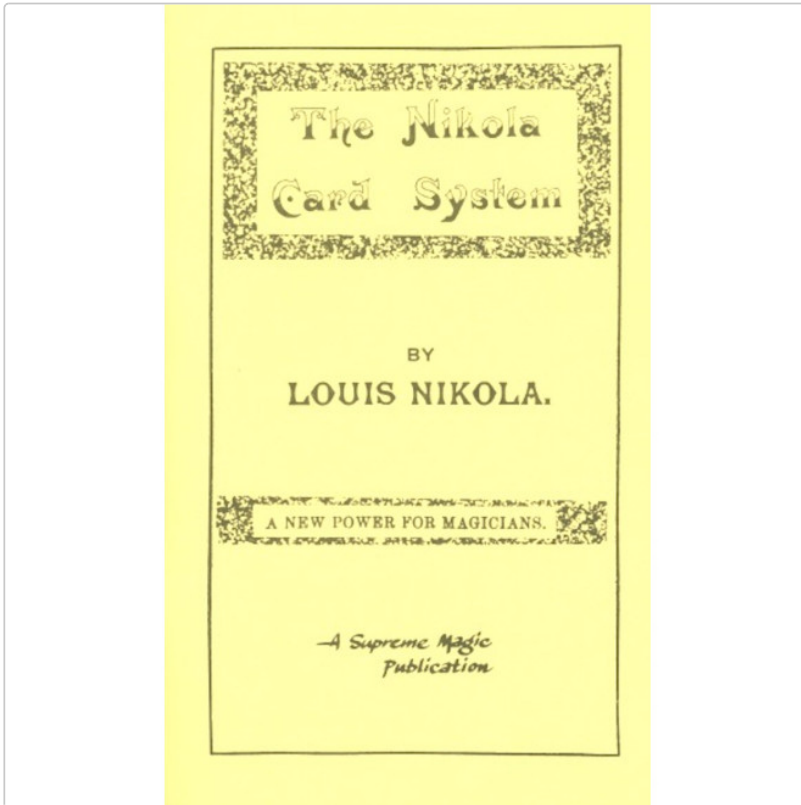 The Nikola
Card System
BY
LOUIS NIKOLA.
A NEW POWER FOR MAGICIANS.
A Supreme Magic
Publication